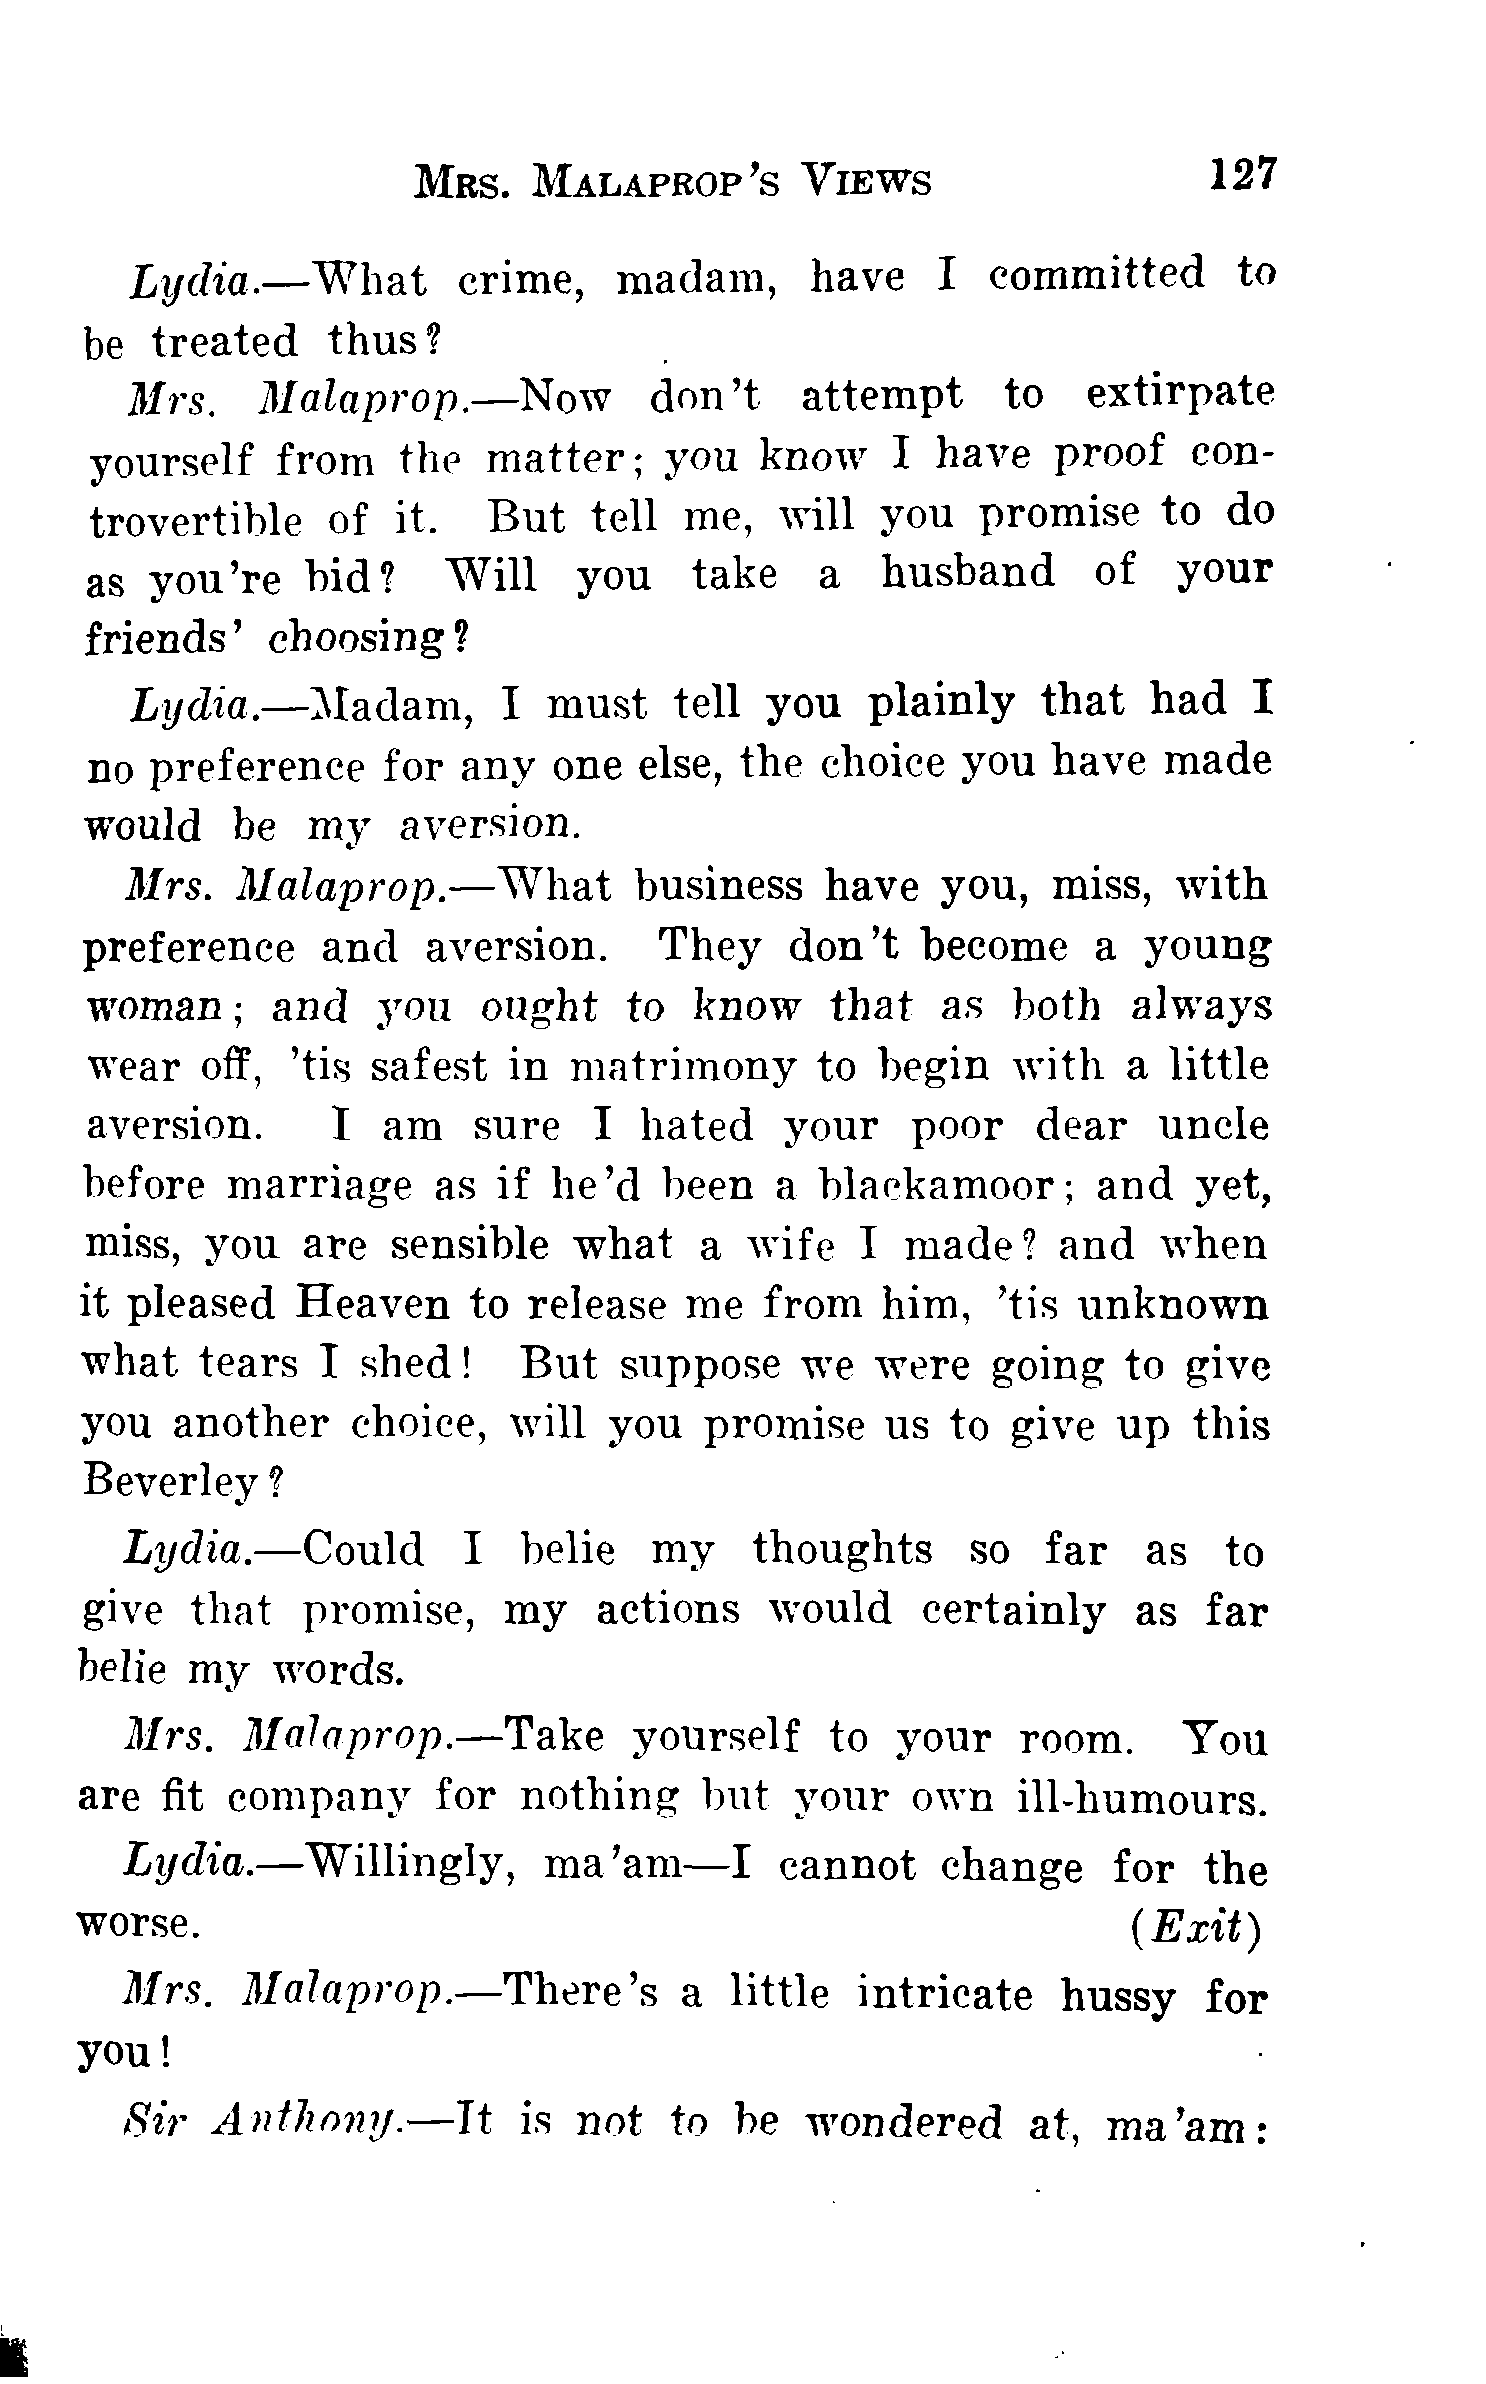 MRS. MALAPROP'S VIEWS 127
Lydia.—What crime, madam, have I committed to
be treated thus?
Mrs. Malaprop.—Now don't attempt to extirpate
yourself from the matter; you know I have proof con-
trovertible of it. But tell me, will you promise to do
as you're bid? Will you take a husband of your
friends' choosing?
Lydia.—Madam, I must tell you plainly that had I
no preference for any one else, the choice you have made
would be my aversion.
Mrs. Malaprop.—What business have you, miss, with
preference and aversion. They don't become a young
woman; and you ought to know that as both always
wear off, 'tis safest in matrimony to begin with a little
aversion. I am sure I hated your poor dear uncle
before marriage as if he'd been a blackamoor; and yet,
miss, you are sensible what a wife I made? and when
it pleased Heaven to release me from him, 'tis unknown
what tears I shed! But suppose we were going to give
you another choice, will you promise us to give up this
Beverley?
Lydia.—Could I belie my thoughts so far as to
give that promise, my actions would certainly as far
belie my words.
Mrs. Malaprop.—Take yourself to your room. You
are fit company for nothing but your own ill-humours.
Lydia.—Willingly, ma'am—I cannot change for the
worse. (Exit)
Mrs. Malaprop.—There's a little intricate hussy for
you!
Sir Anthony.—It is not to be wondered at, ma'am: